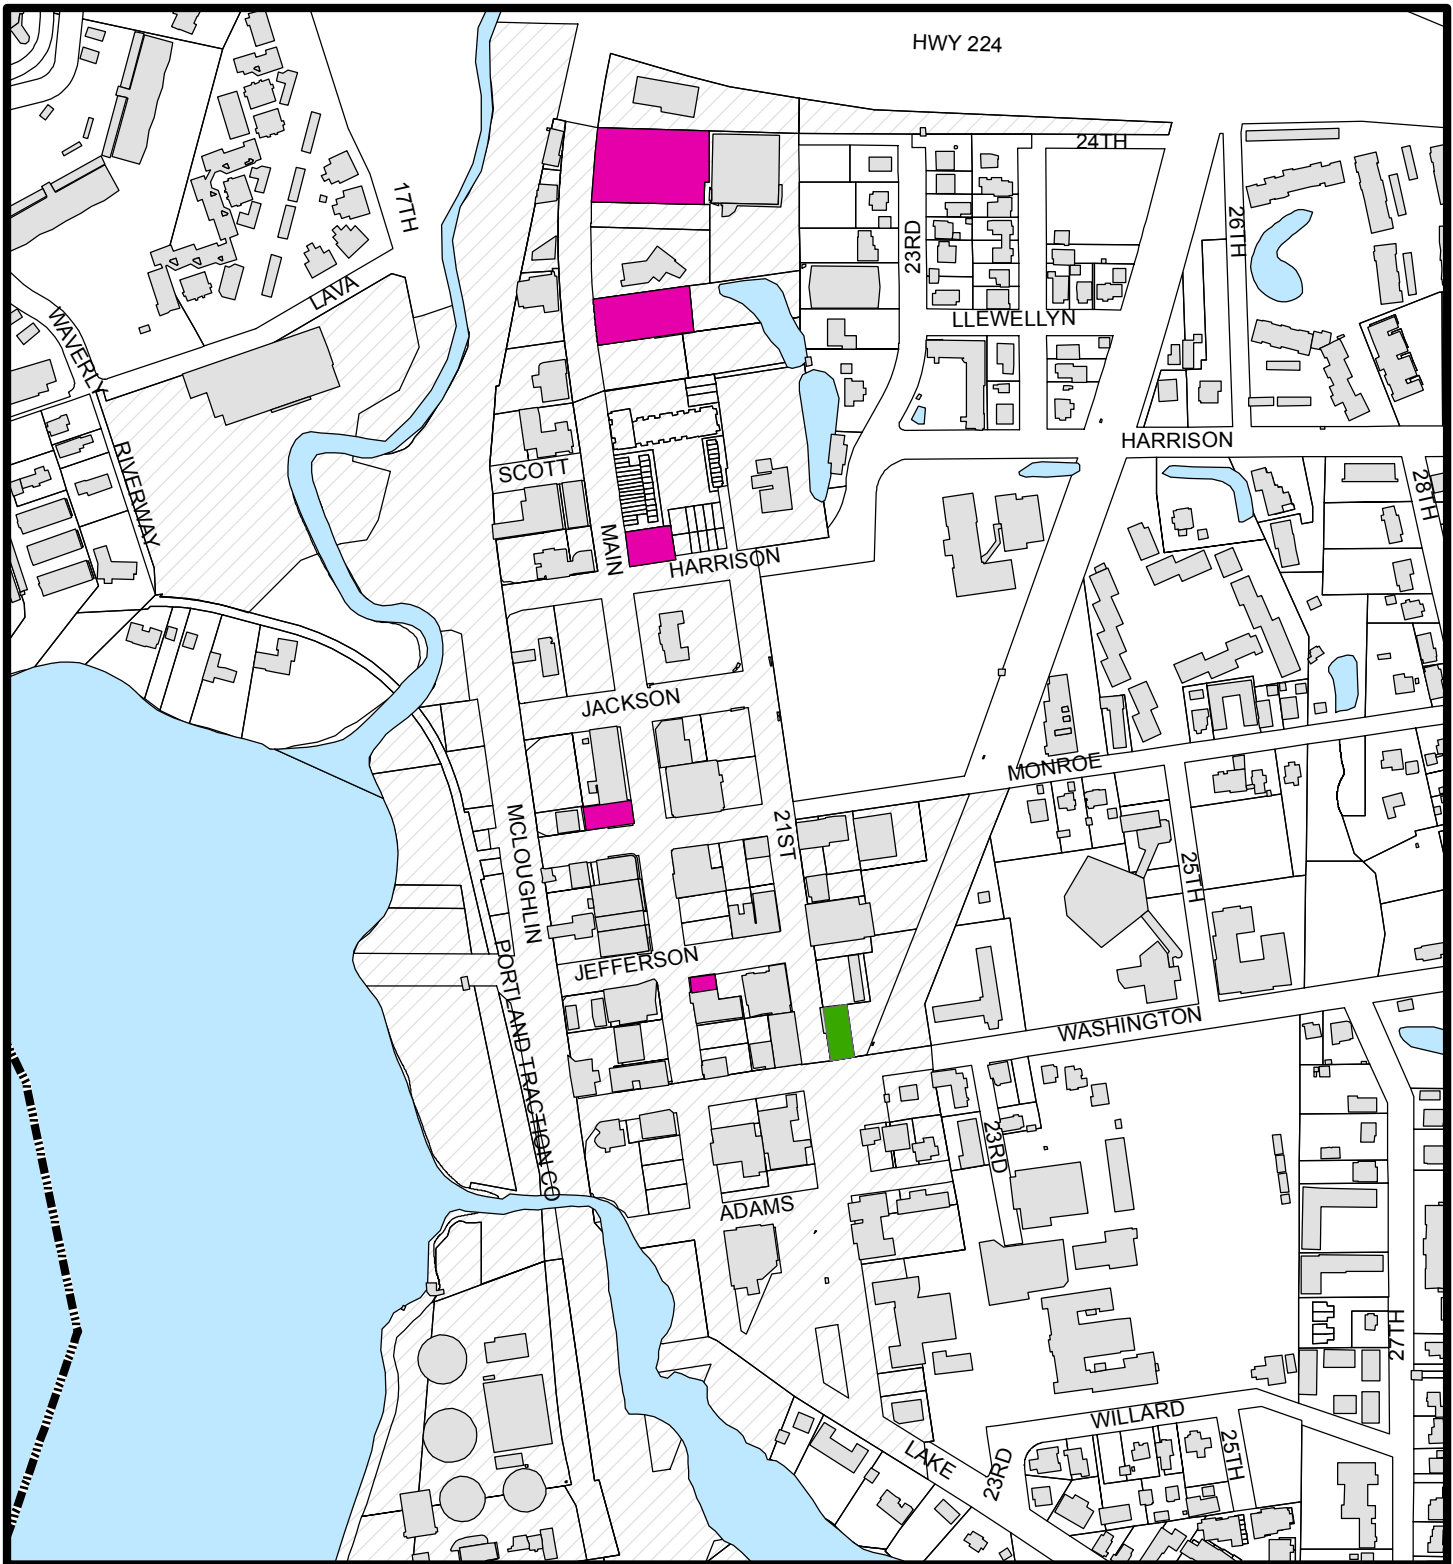 HWY 224
24TH
17TH
23RD
26TH
LAVA
LLEWELLYN
WAVERLY
HARRISON
RIVERWAY
SCOTT
28TH
MAIN
HARRISON
JACKSON
MONROE
MCLOUGHLIN
21ST
25TH
JEFFERSON
PORTLAND TRACTION CO
WASHINGTON
23RD
ADAMS
27TH
WILLARD
LAKE
23RD
25TH